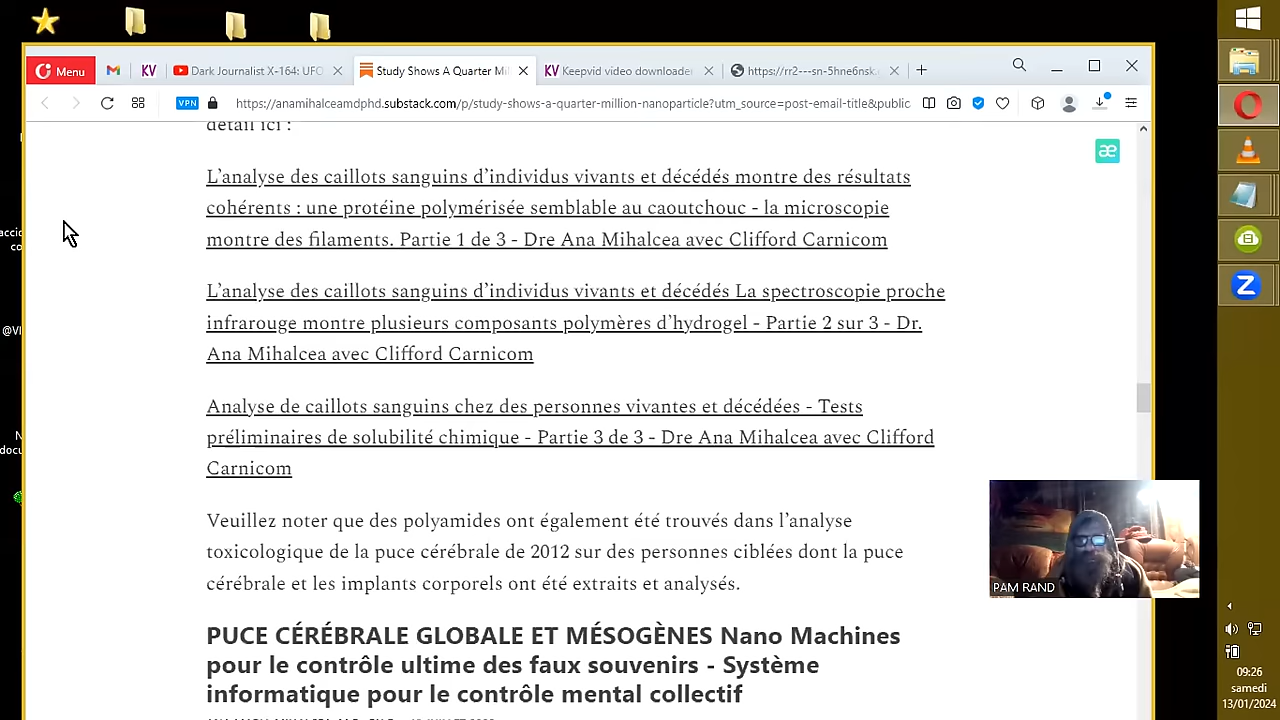 Menu
KV
Dark Journalist X-164: UFO
Study Shows A Quarter Mi
KV Keepvid video downloader
https://rr2---sn-5hne6nsk.
VPN
https://anamihalceamdphd.substack.com/p/study-shows-a-quarter-million-nanoparticle?utm_source=post-email-title&public
détail ici :
æ
L’analyse des caillots sanguins d’individus vivants et décédés montre des résultats
cohérents : une protéine polymérisée semblable au caoutchouc - la microscopie
montre des filaments. Partie 1 de 3 - Dre Ana Mihalcea avec Clifford Carnicom
L’analyse des caillots sanguins d’individus vivants et décédés La spectroscopie proche
infrarouge montre plusieurs composants polymères d’hydrogel - Partie 2 sur 3 - Dr.
Ana Mihalcea avec Clifford Carnicom
Analyse de caillots sanguins chez des personnes vivantes et décédées - Tests
préliminaires de solubilité chimique - Partie 3 de 3 - Dre Ana Mihalcea avec Clifford
Carnicom
Veuillez noter que des polyamides ont également été trouvés dans l’analyse
toxicologique de la puce cérébrale de 2012 sur des personnes ciblées dont la puce
cérébrale et les implants corporels ont été extraits et analysés.
PUCE CÉRÉBRALE GLOBALE ET MÉSOGÈNES Nano Machines
pour le contrôle ultime des faux souvenirs - Système
informatique pour le contrôle mental collectif
accid
co
@VI
N
docu
PAM RAND
Z
09:26
samedi
13/01/2024